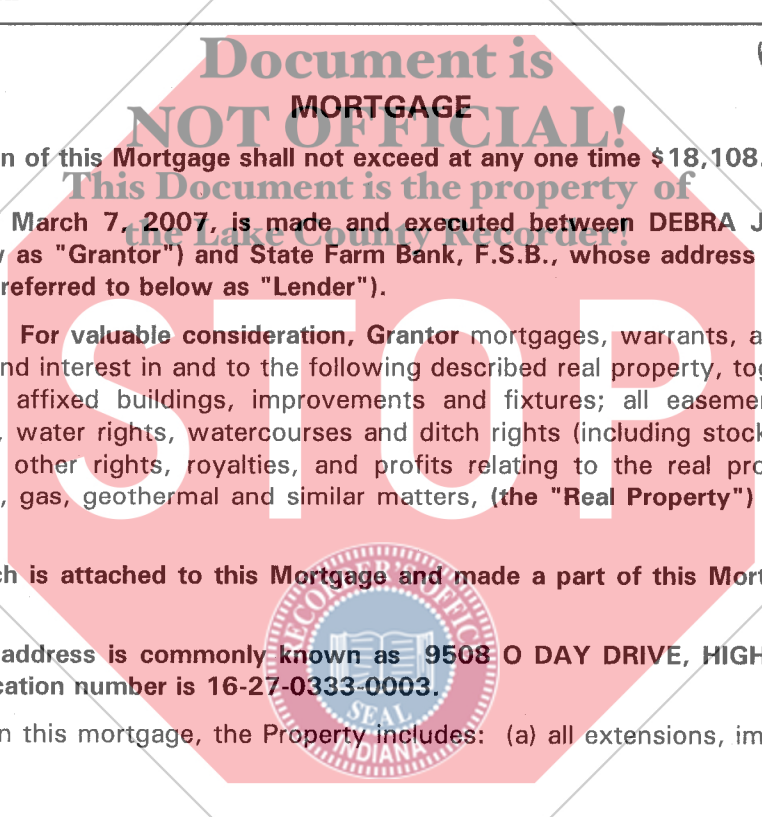 Document is
MORTGAGE
NOT OFFICIAL!
n of this Mortgage shall not exceed at any one time $18,108.
This Document is the property of
March 7, 2007, is made and executed between DEBRA J
the Lake County Recorder!
as "Grantor") and State Farm Bank, F.S.B., whose address
referred to below as "Lender").
For valuable consideration, Grantor mortgages, warrants, a
nd interest in and to the following described real property, tog
affixed buildings, improvements and fixtures; all easeme
, water rights, watercourses and ditch rights (including stock
other rights, royalties, and profits relating to the real pro
, gas, geothermal and similar matters, (the "Real Property")
STOP
ch is attached to this Mortgage and made a part of this Mort
RECORDER'S OFFIC
address is commonly known as 9508 O DAY DRIVE, HIGH
cation number is 16-27-0333-0003.
SEAL
n this mortgage, the Property includes: (a) all extensions, im
INDIANA